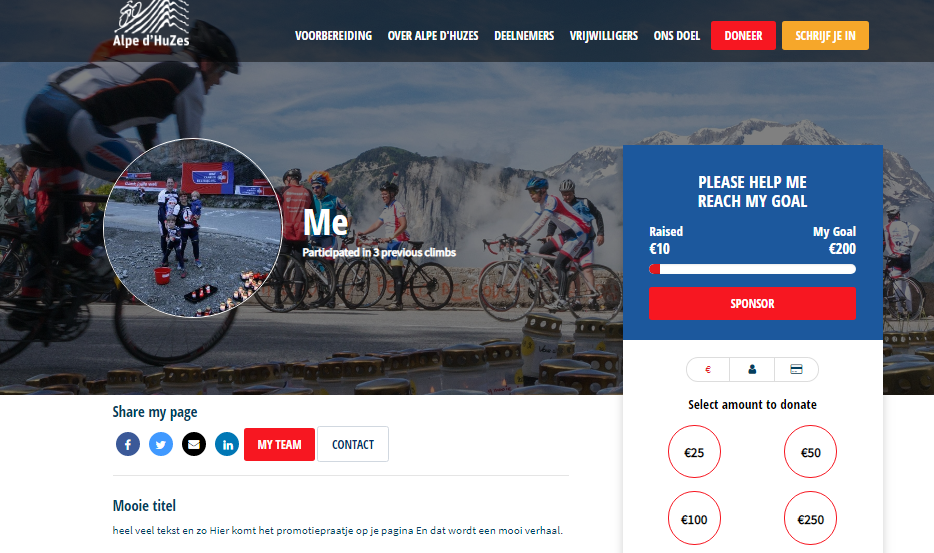 Alpe d'HuZes
VOORBEREIDING OVER ALPE D'HUZES DEELNEMERS VRIJWILLIGERS ONS DOEL DONEER SCHRIJF JE IN
Me
Participated in 3 previous climbs
PLEASE HELP ME
REACH MY GOAL
Raised My Goal
€10 €200
SPONSOR
€
Select amount to donate
€25 €50
€100 €250
Share my page
MY TEAM CONTACT
Mooie titel
heel veel tekst en zo Hier komt het promotiepraatje op je pagina En dat wordt een mooi verhaal.